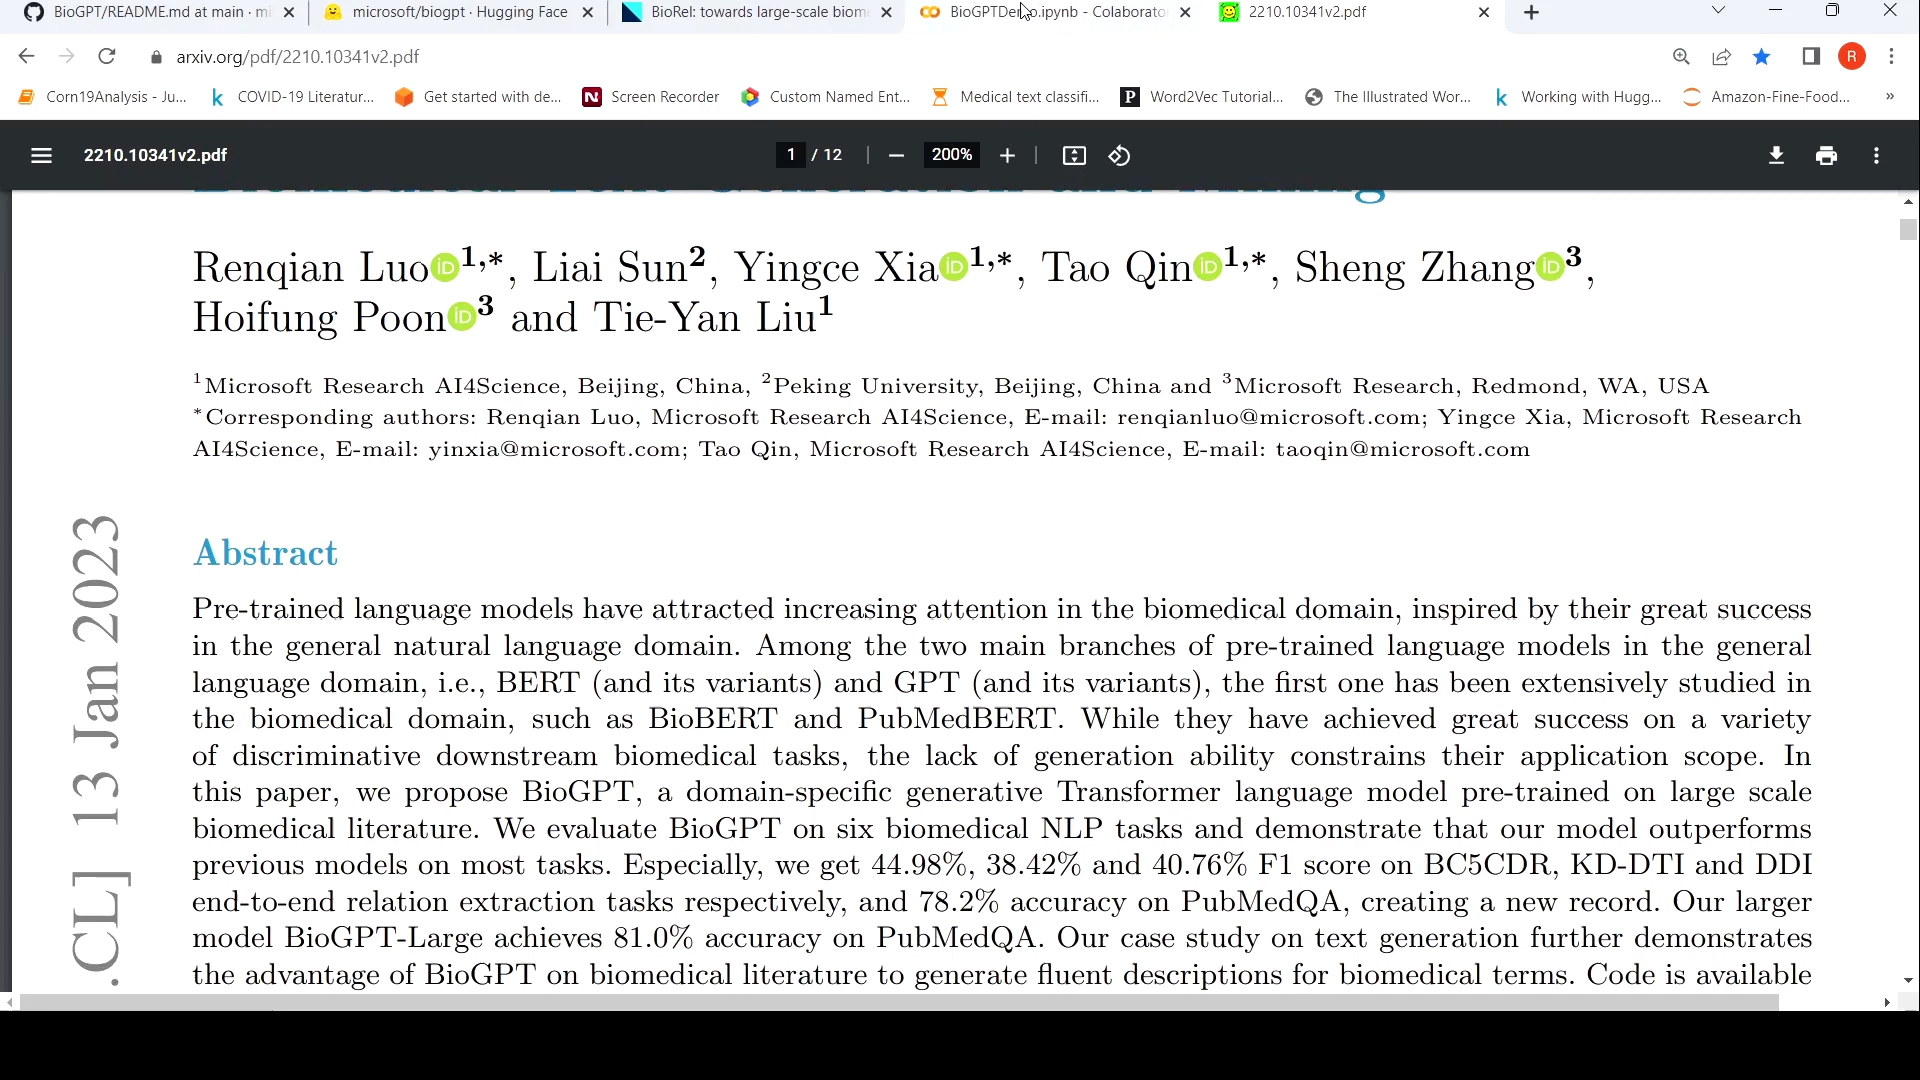 BioGPT/README.md at main · mi
microsoft/biogpt · Hugging Face
BioRel: towards large-scale biome
BioGPTDemo.ipynb - Colaborato
2210.10341v2.pdf
arxiv.org/pdf/2210.10341v2.pdf
R
Corn19Analysis - Ju...
COVID-19 Literatur...
Get started with de...
Screen Recorder
Custom Named Ent...
Medical text classifi...
Word2Vec Tutorial...
The Illustrated Wor...
Working with Hugg...
Amazon-Fine-Food...
»
2210.10341v2.pdf
1 / 12
200%
Renqian Luo1,*, Liai Sun2, Yingce Xia1,*, Tao Qin1,*, Sheng Zhang3,
Hoifung Poon3 and Tie-Yan Liu1
1Microsoft Research AI4Science, Beijing, China, 2Peking University, Beijing, China and 3Microsoft Research, Redmond, WA, USA
*Corresponding authors: Renqian Luo, Microsoft Research AI4Science, E-mail: renqianluo@microsoft.com; Yingce Xia, Microsoft Research
AI4Science, E-mail: yinxia@microsoft.com; Tao Qin, Microsoft Research AI4Science, E-mail: taoqin@microsoft.com
.CL] 13 Jan 2023
Abstract
Pre-trained language models have attracted increasing attention in the biomedical domain, inspired by their great success
in the general natural language domain. Among the two main branches of pre-trained language models in the general
language domain, i.e., BERT (and its variants) and GPT (and its variants), the first one has been extensively studied in
the biomedical domain, such as BioBERT and PubMedBERT. While they have achieved great success on a variety
of discriminative downstream biomedical tasks, the lack of generation ability constrains their application scope. In
this paper, we propose BioGPT, a domain-specific generative Transformer language model pre-trained on large scale
biomedical literature. We evaluate BioGPT on six biomedical NLP tasks and demonstrate that our model outperforms
previous models on most tasks. Especially, we get 44.98%, 38.42% and 40.76% F1 score on BC5CDR, KD-DTI and DDI
end-to-end relation extraction tasks respectively, and 78.2% accuracy on PubMedQA, creating a new record. Our larger
model BioGPT-Large achieves 81.0% accuracy on PubMedQA. Our case study on text generation further demonstrates
the advantage of BioGPT on biomedical literature to generate fluent descriptions for biomedical terms. Code is available